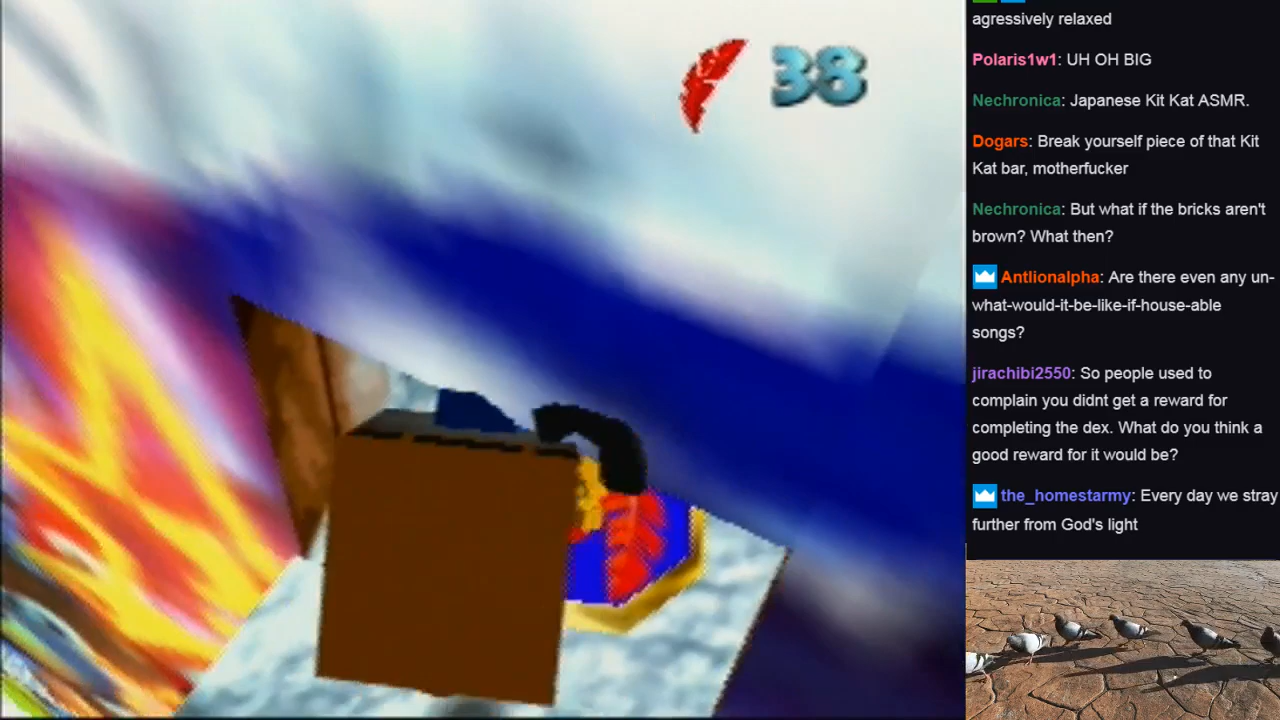 38
agressively relaxed
Polaris1w1: UH OH BIG
Nechronica: Japanese Kit Kat ASMR.
Dogars: Break yourself piece of that Kit
Kat bar, motherfucker
Nechronica: But what if the bricks aren't
brown? What then?
Antlionalpha: Are there even any un-
what-would-it-be-like-if-house-able
songs?
jirachibi2550: So people used to
complain you didnt get a reward for
completing the dex. What do you think a
good reward for it would be?
the_homestarmy: Every day we stray
further from God's light